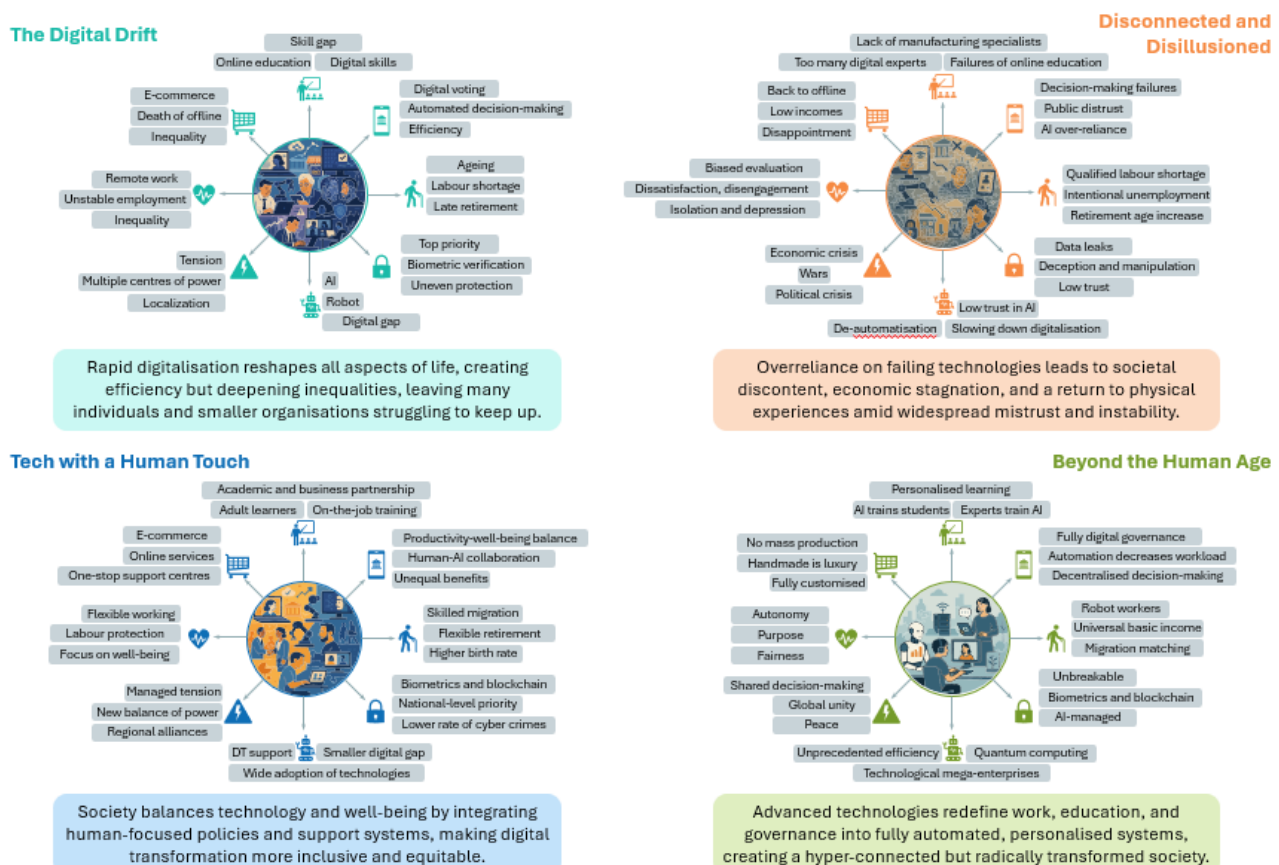 The Digital Drift
Skill gap
Online education
Digital skills
E-commerce
Death of offline
Inequality
Digital voting
Automated decision-making
Efficiency
Remote work
Unstable employment
Inequality
Ageing
Labour shortage
Late retirement
Tension
Multiple centres of power
Localization
Top priority
Biometric verification
Uneven protection
AI
Robot
Digital gap
Rapid digitalisation reshapes all aspects of life, creating
efficiency but deepening inequalities, leaving many
individuals and smaller organisations struggling to keep up.
Disconnected and
Disillusioned
Lack of manufacturing specialists
Too many digital experts
Failures of online education
Back to offline
Low incomes
Disappointment
Decision-making failures
Public distrust
AI over-reliance
Biased evaluation
Dissatisfaction, disengagement
Isolation and depression
Qualified labour shortage
Intentional unemployment
Retirement age increase
Economic crisis
Wars
Political crisis
Data leaks
Deception and manipulation
Low trust
Low trust in AI
De-automatisation
Slowing down digitalisation
Overreliance on failing technologies leads to societal
discontent, economic stagnation, and a return to physical
experiences amid widespread mistrust and instability.
Tech with a Human Touch
Academic and business partnership
Adult learners
On-the-job training
E-commerce
Online services
One-stop support centres
Productivity-well-being balance
Human-AI collaboration
Unequal benefits
Flexible working
Labour protection
Focus on well-being
Skilled migration
Flexible retirement
Higher birth rate
Managed tension
New balance of power
Regional alliances
Biometrics and blockchain
National-level priority
Lower rate of cyber crimes
DT support
Smaller digital gap
Wide adoption of technologies
Society balances technology and well-being by integrating
human-focused policies and support systems, making digital
transformation more inclusive and equitable.
Beyond the Human Age
Personalised learning
AI trains students
Experts train AI
No mass production
Handmade is luxury
Fully customised
Fully digital governance
Automation decreases workload
Decentralised decision-making
Autonomy
Purpose
Fairness
Robot workers
Universal basic income
Migration matching
Shared decision-making
Global unity
Peace
Unbreakable
Biometrics and blockchain
AI-managed
Unprecedented efficiency
Quantum computing
Technological mega-enterprises
Advanced technologies redefine work, education, and
governance into fully automated, personalised systems,
creating a hyper-connected but radically transformed society.